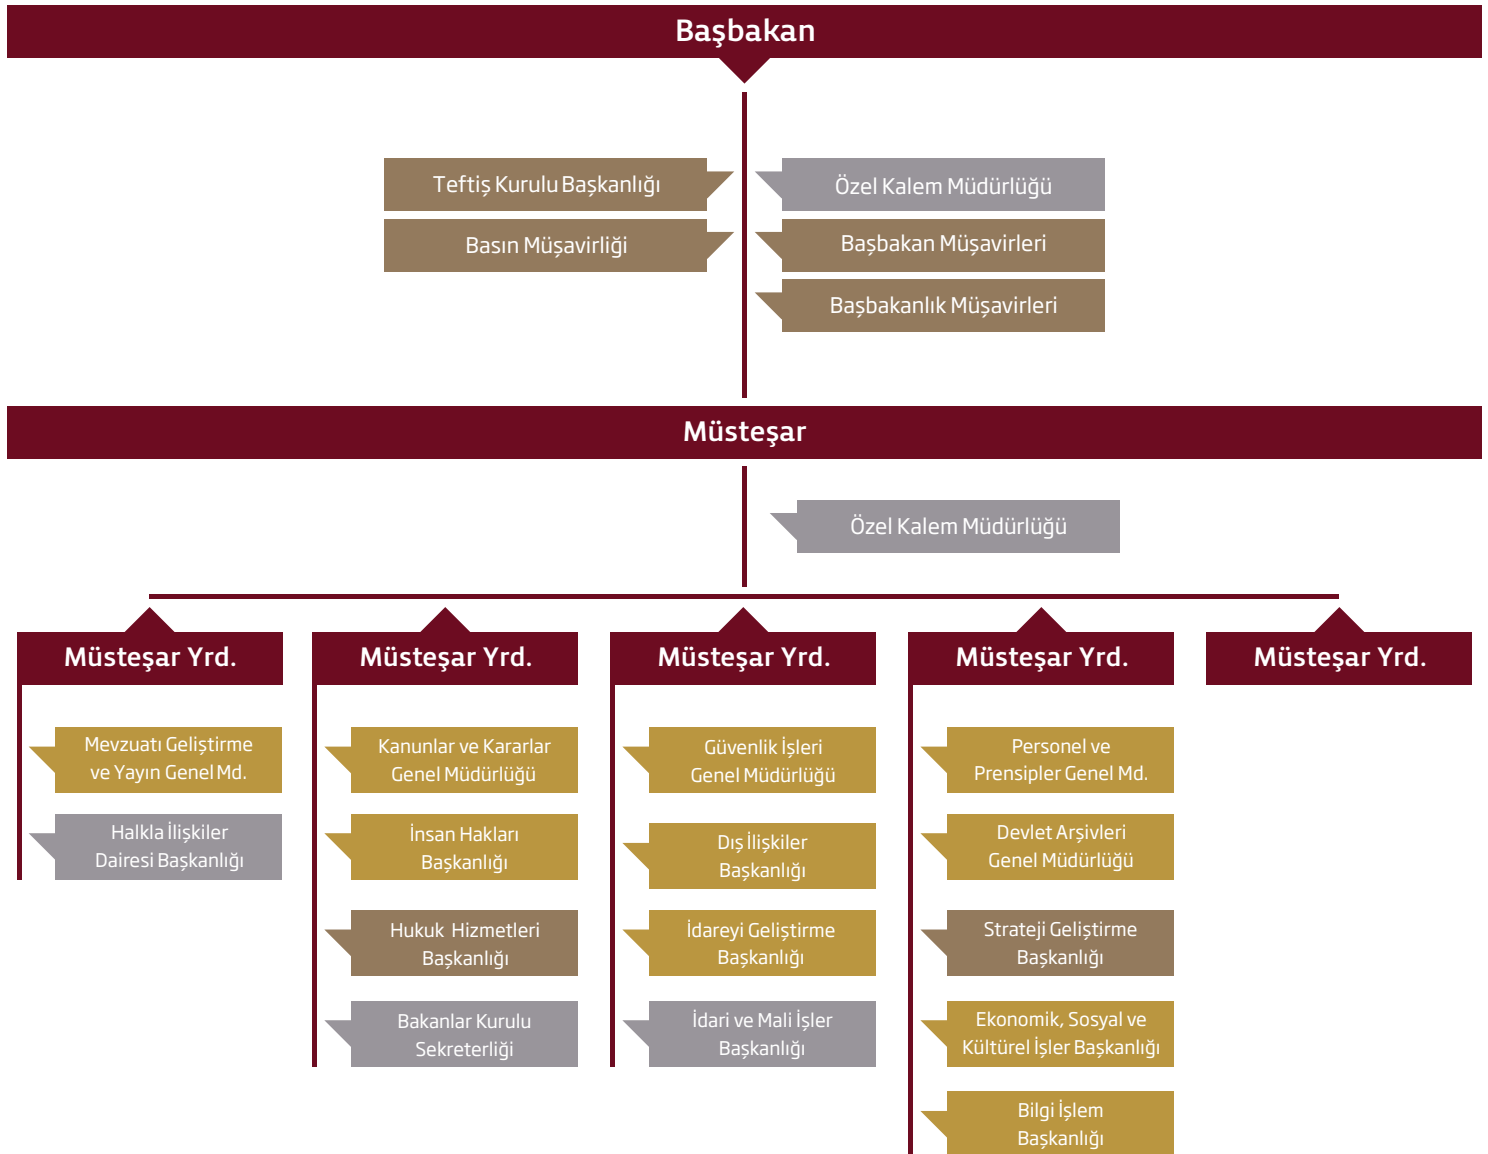 Başbakan
Teftiş Kurulu Başkanlığı
Özel Kalem Müdürlüğü
Basın Müşavirliği
Başbakan Müşavirleri
Başbakanlık Müşavirleri
Müsteşar
Özel Kalem Müdürlüğü
Müsteşar Yrd.
Mevzuatı Geliştirme
ve Yayın Genel Md.
Halkla İlişkiler
Dairesi Başkanlığı
Müsteşar Yrd.
Kanunlar ve Kararlar
Genel Müdürlüğü
İnsan Hakları
Başkanlığı
Hukuk Hizmetleri
Başkanlığı
Bakanlar Kurulu
Sekreterliği
Müsteşar Yrd.
Güvenlik İşleri
Genel Müdürlüğü
Dış İlişkiler
Başkanlığı
İdareyi Geliştirme
Başkanlığı
İdari ve Mali İşler
Başkanlığı
Müsteşar Yrd.
Personel ve
Prensipler Genel Md.
Devlet Arşivleri
Genel Müdürlüğü
Strateji Geliştirme
Başkanlığı
Ekonomik, Sosyal ve
Kültürel İşler Başkanlığı
Bilgi İşlem
Başkanlığı
Müsteşar Yrd.